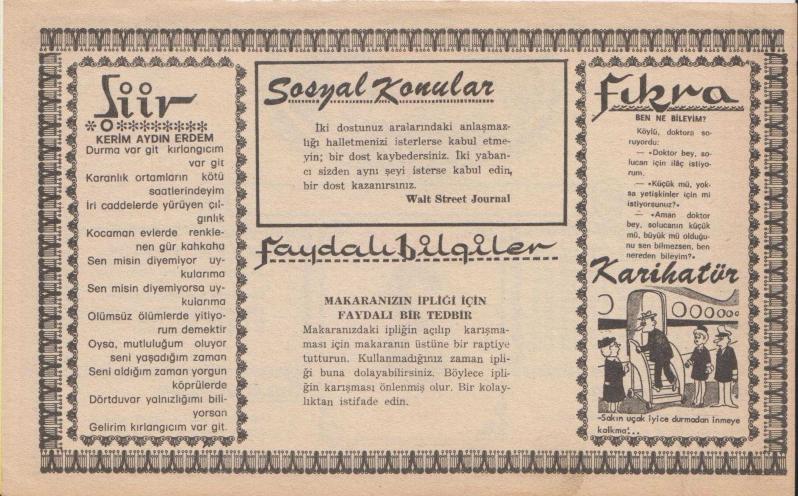 Şiir
KERİM AYDIN ERDEM
Durma var git kırlangıcım
var git
Karanlık ortamların kötü
saatlerindeyim
İri caddelerde yürüyen çıl-
gınlık
Kocaman evlerde renkle-
nen gür kahkaha
Sen misin diyemiyor uy-
kularıma
Sen misin diyemiyorsa uy-
kularıma
Ölümsüz ölümlerde yitiyo-
rum demektir
Oysa, mutluluğum oluyor
seni yaşadığım zaman
Seni aldığım zaman yorgun
köprülerde
Dörtduvar yalnızlığımı bili-
yorsan
Gelirim kırlangıcım var git.
Sosyal Konular
İki dostunuz aralarındaki anlaşmaz-
lığı halletmenizi isterlerse kabul etme-
yin; bir dost kaybedersiniz. İki yaban-
cı sizden aynı şeyi isterse kabul edin,
bir dost kazanırsınız.
Walt Street Journal
Faydalı Bilgiler
MAKARANIZIN İPLİĞİ İÇİN
FAYDALI BİR TEDBİR
Makaranızdaki ipliğin açılıp karışma-
ması için makaranın üstüne bir raptiye
tutturun. Kullanmadığınız zaman ipli-
ği buna dolayabilirsiniz. Böylece ipli-
ğin karışması önlenmiş olur. Bir kolay-
lıktan istifade edin.
Fıkra
BEN NE BİLEYİM?
Köylü, doktora so-
ruyordu:
— «Doktor bey, so-
lucan için ilâç istiyo-
rum.
— «Küçük mü, yok-
sa yetişkinler için mi
istiyorsunuz?»
— «Aman doktor
bey, solucanın küçük
mü, büyük mü olduğu-
nu sen bilmezsen, ben
nereden bileyim?»
Karihatür
-Sakın uçak iyice durmadan inmeye
kalkma!..